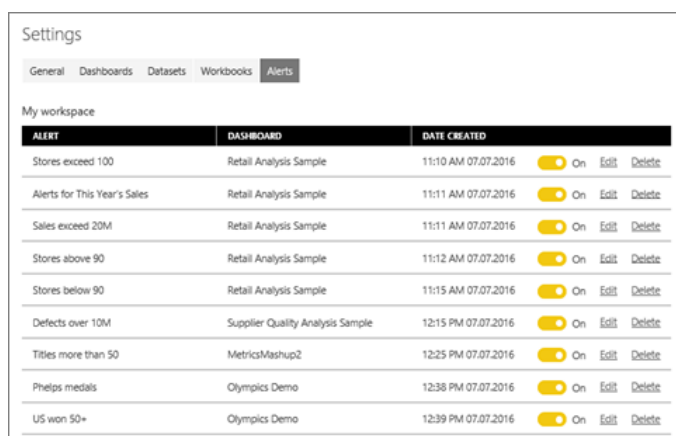 Settings
General Dashboards Datasets Workbooks Alerts
My workspace
ALERT DASHBOARD DATE CREATED
Stores exceed 100 Retail Analysis Sample 11:10 AM 07.07.2016 On Edit Delete
Alerts for This Year's Sales Retail Analysis Sample 11:11 AM 07.07.2016 On Edit Delete
Sales exceed 20M Retail Analysis Sample 11:11 AM 07.07.2016 On Edit Delete
Stores above 90 Retail Analysis Sample 11:12 AM 07.07.2016 On Edit Delete
Stores below 90 Retail Analysis Sample 11:15 AM 07.07.2016 On Edit Delete
Defects over 10M Supplier Quality Analysis Sample 12:15 PM 07.07.2016 On Edit Delete
Titles more than 50 MetricsMashup2 12:25 PM 07.07.2016 On Edit Delete
Phelps medals Olympics Demo 12:38 PM 07.07.2016 On Edit Delete
US won 50+ Olympics Demo 12:39 PM 07.07.2016 On Edit Delete